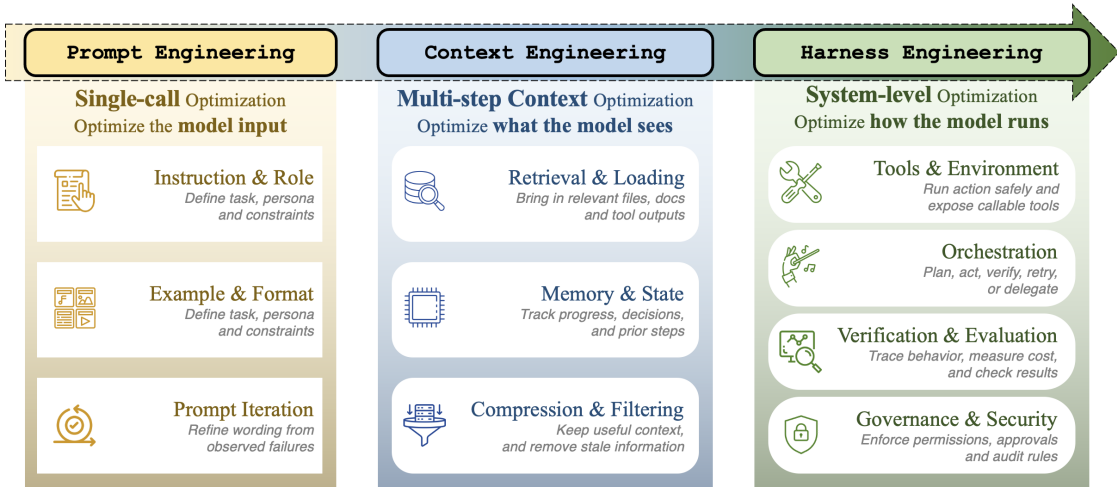 Prompt Engineering
Single-call Optimization
Optimize the model input
Instruction & Role
Define task, persona
and constraints
Example & Format
Define task, persona
and constraints
Prompt Iteration
Refine wording from
observed failures
Context Engineering
Multi-step Context Optimization
Optimize what the model sees
Retrieval & Loading
Bring in relevant files, docs
and tool outputs
Memory & State
Track progress, decisions,
and prior steps
Compression & Filtering
Keep useful context,
and remove stale information
Harness Engineering
System-level Optimization
Optimize how the model runs
Tools & Environment
Run action safely and
expose callable tools
Orchestration
Plan, act, verify, retry,
or delegate
Verification & Evaluation
Trace behavior, measure cost,
and check results
Governance & Security
Enforce permissions, approvals
and audit rules